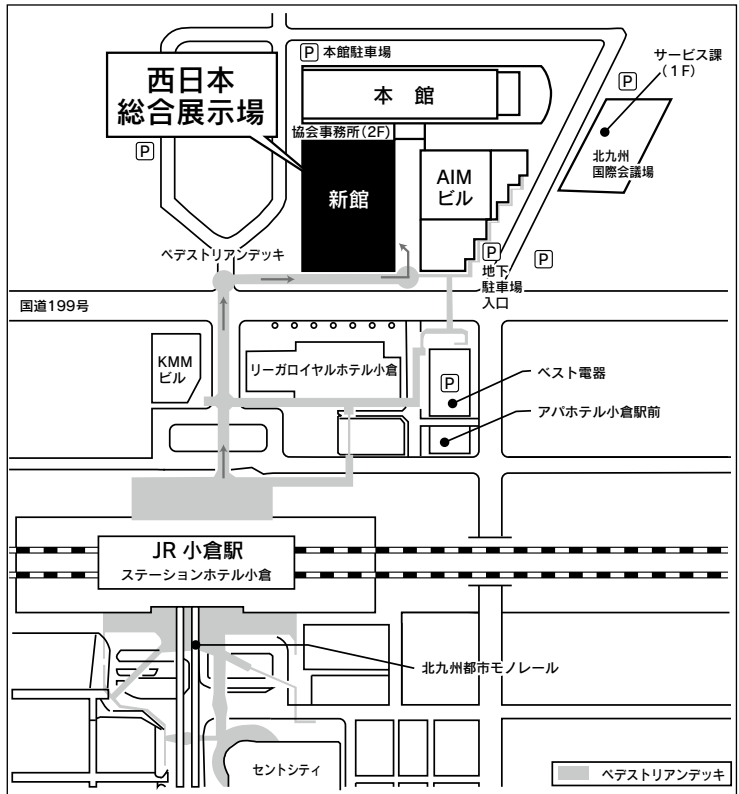 P 本館駐車場
サービス課
(1F)
P
西日本
総合展示場
本 館
協会事務所(2F)
P
北九州
国際会議場
AIM
ビル
新館
ペデストリアンデッキ
P
地下
駐車場
入口
P
国道199号
KMM
ビル
リーガロイヤルホテル小倉
P
ベスト電器
アパホテル小倉駅前
JR 小倉駅
ステーションホテル小倉
北九州都市モノレール
セントシティ
ペデストリアンデッキ